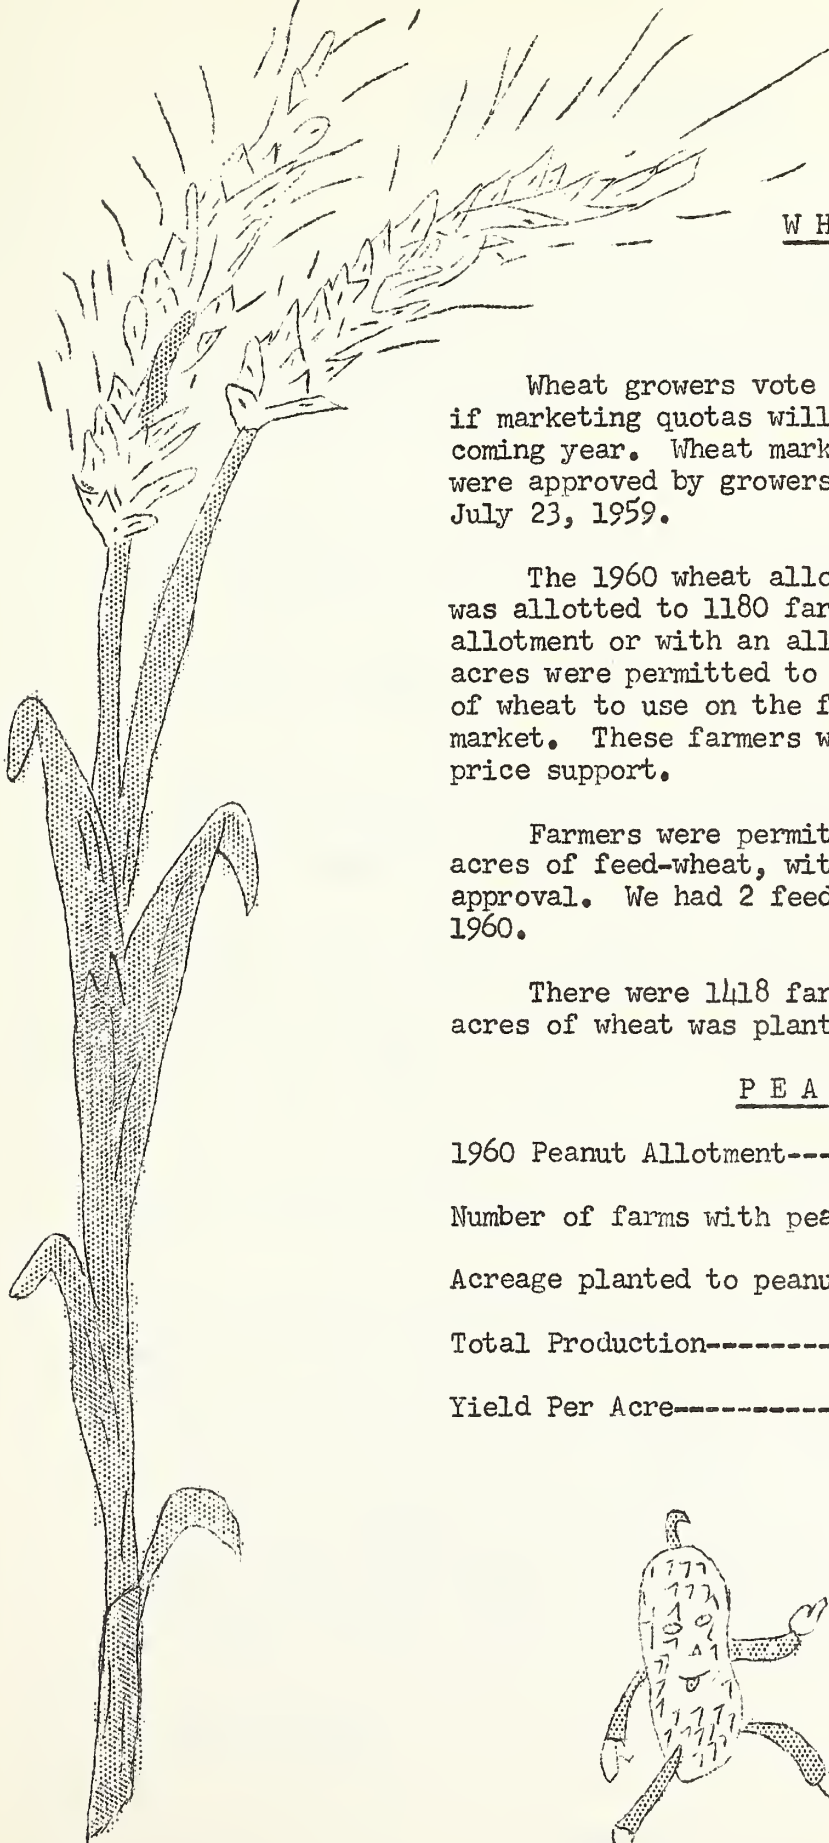 W H
Wheat growers vote
if marketing quotas will
coming year. Wheat mark
were approved by growers
July 23, 1959.
The 1960 wheat allo
was allotted to 1180 far
allotment or with an all
acres were permitted to
of wheat to use on the f
market. These farmers w
price support.
Farmers were permit
acres of feed-wheat, wit
approval. We had 2 feed
1960.
There were 1418 far
acres of wheat was plant
P E A
1960 Peanut Allotment---
Number of farms with pea
Acreage planted to peanu
Total Production--------
Yield Per Acre----------